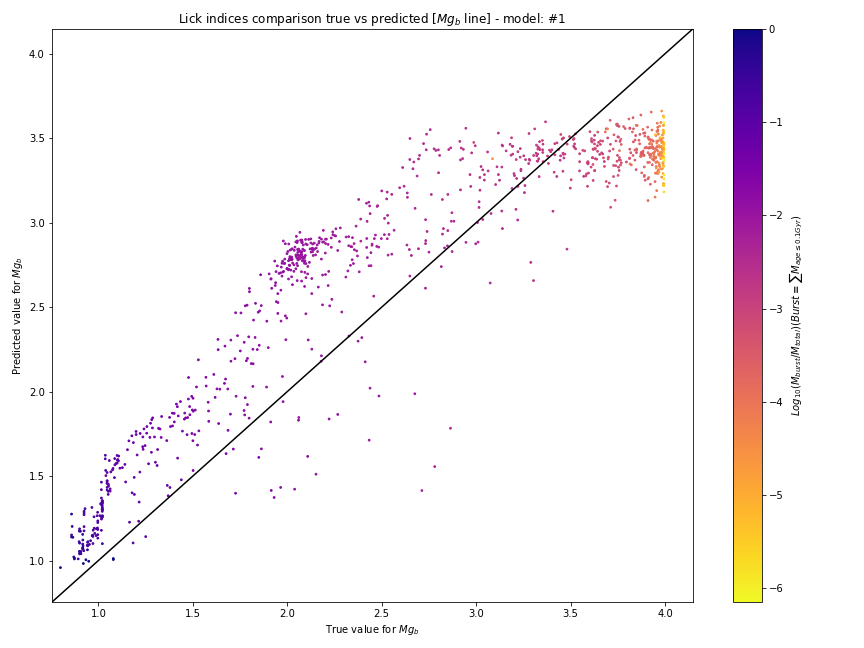 Lick indices comparison true vs predicted [Mg_b line] - model: #1
Predicted value for Mg_b
4.0
3.5
3.0
2.5
2.0
1.5
1.0
1.0 1.5 2.0 2.5 3.0 3.5 4.0
True value for Mg_b
0
−1
−2
−3
−4
−5
−6
Log_10(M_burst/M_total)(Burst = ∑M_age ≤ 0.1Gyr)